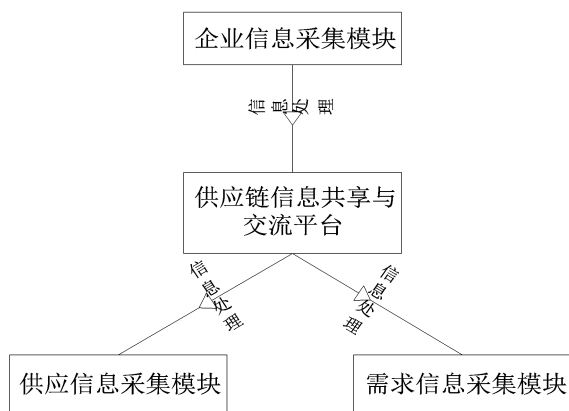 企业信息采集模块
信息处理
供应链信息共享与
交流平台
信息处理
信息处理
供应信息采集模块
需求信息采集模块